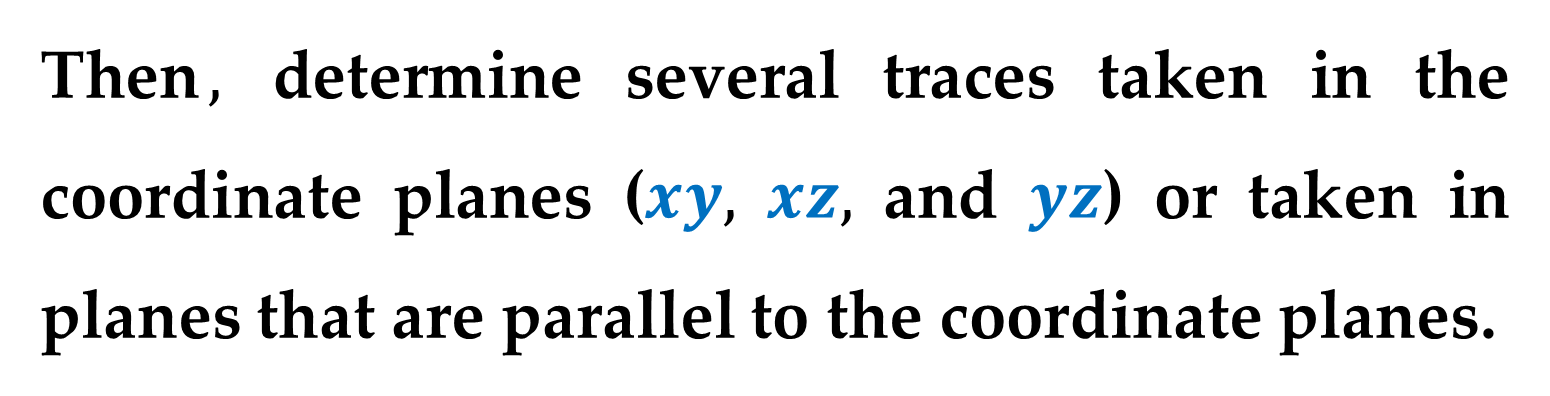 Then, determine several traces taken in the
coordinate planes (xy, xz, and yz) or taken in
planes that are parallel to the coordinate planes.